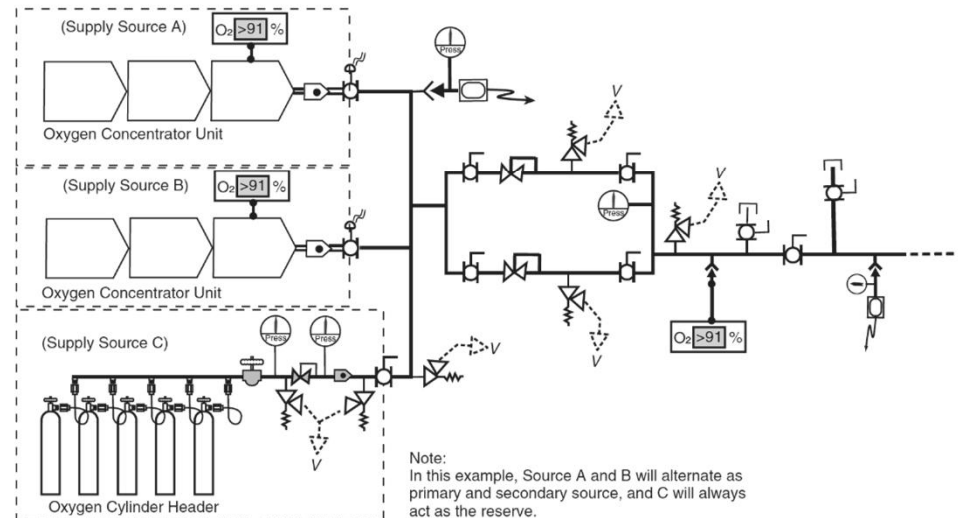 (Supply Source A)
O₂ >91 %
Oxygen Concentrator Unit
(Supply Source B)
O₂ >91 %
Oxygen Concentrator Unit
(Supply Source C)
Press
Press
Oxygen Cylinder Header
V
Press
V
Press
V
V
V
O₂ >91 %
Note:
In this example, Source A and B will alternate as
primary and secondary source, and C will always
act as the reserve.